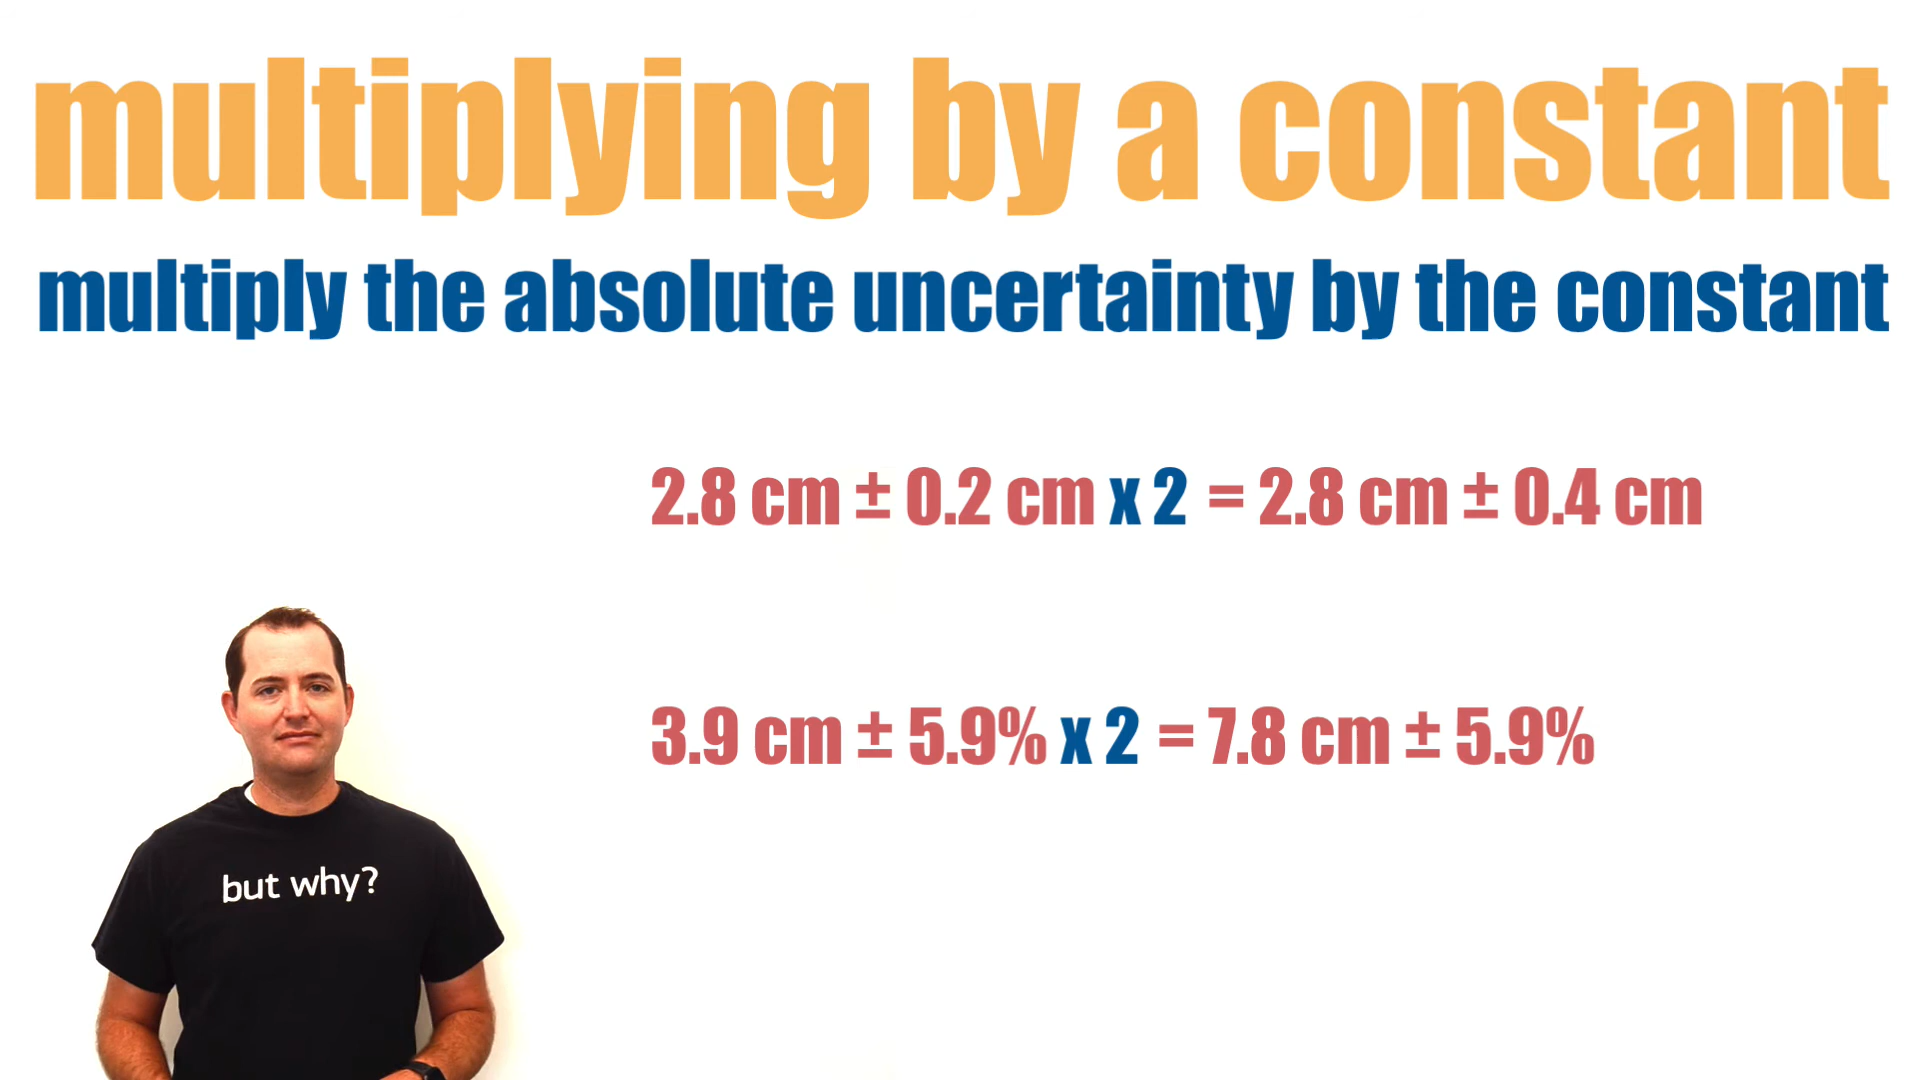 multiplying by a constant
multiply the absolute uncertainty by the constant
2.8 cm ± 0.2 cm x 2 = 2.8 cm ± 0.4 cm
3.9 cm ± 5.9% x 2 = 7.8 cm ± 5.9%
but why?